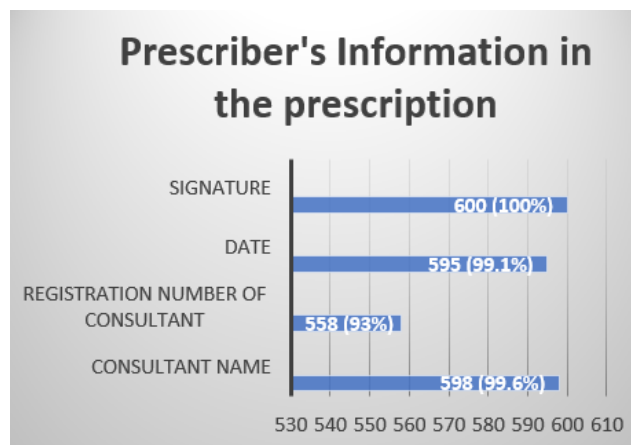 Prescriber's Information in
the prescription
SIGNATURE
600 (100%)
DATE
595 (99.1%)
REGISTRATION NUMBER OF
CONSULTANT
558 (93%)
CONSULTANT NAME
598 (99.6%)
530 540 550 560 570 580 590 600 610